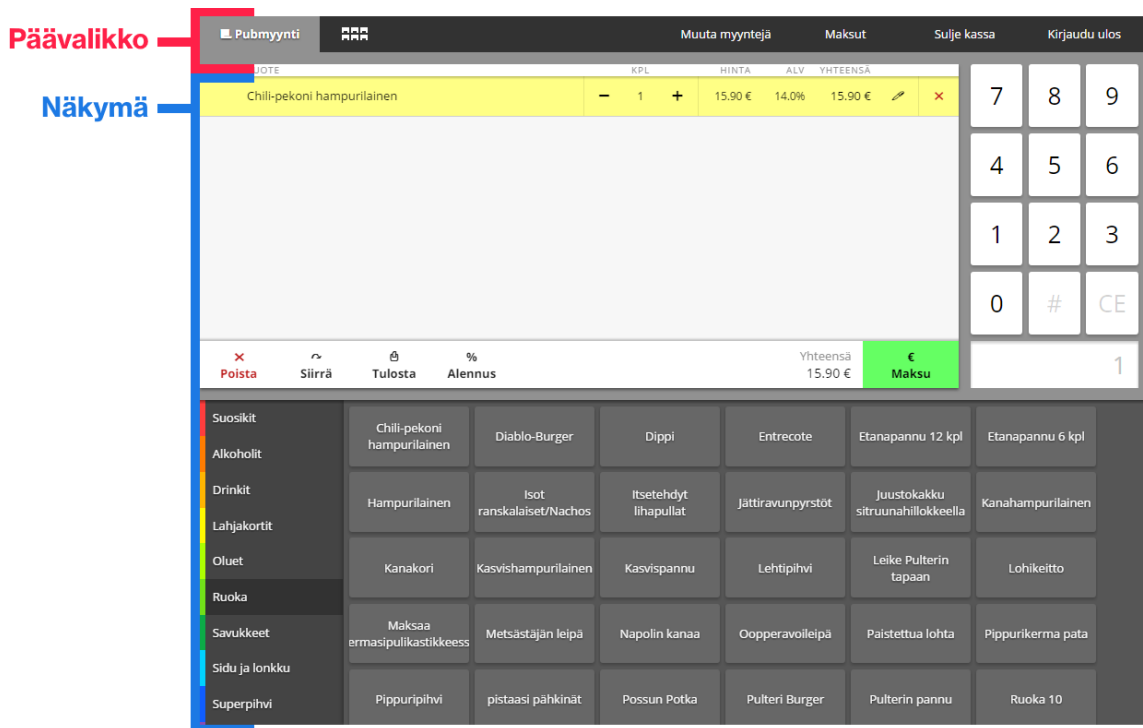 Päävalikko
Pubmyynti
Muuta myyntejä
Maksut
Sulje kassa
Kirjaudu ulos
Näkymä
UOTE
KPL
HINTA
ALV
YHTEENSÄ
Chili-pekoni hampurilainen
− 1 +
15.90 €
14.0%
15.90 €
7 8 9
4 5 6
1 2 3
0 # CE
1
Poista
Siirrä
Tulosta
%
Alennus
Yhteensä
15.90 €
€
Maksu
Suosikit
Alkoholit
Drinkit
Lahjakortit
Oluet
Ruoka
Savukkeet
Sidu ja lonkku
Superpihvi
Chili-pekoni
hampurilainen
Diablo-Burger
Dippi
Entrecote
Etanapannu 12 kpl
Etanapannu 6 kpl
Hampurilainen
Isot
ranskalaiset/Nachos
Itsetehdyt
lihapullat
Jättiravunpyrstöt
Juustokakku
sitruunahillokkeella
Kanahampurilainen
Kanakori
Kasvishampurilainen
Kasvispannu
Lehtipihvi
Leike Pulterin
tapaan
Lohikeitto
Maksaa
ermasipulikastikkeess
Metsästäjän leipä
Napolin kanaa
Oopperavoileipä
Paistettua lohta
Pippurikerma pata
Pippuripihvi
pistaasi pähkinät
Possun Potka
Pulteri Burger
Pulterin pannu
Ruoka 10